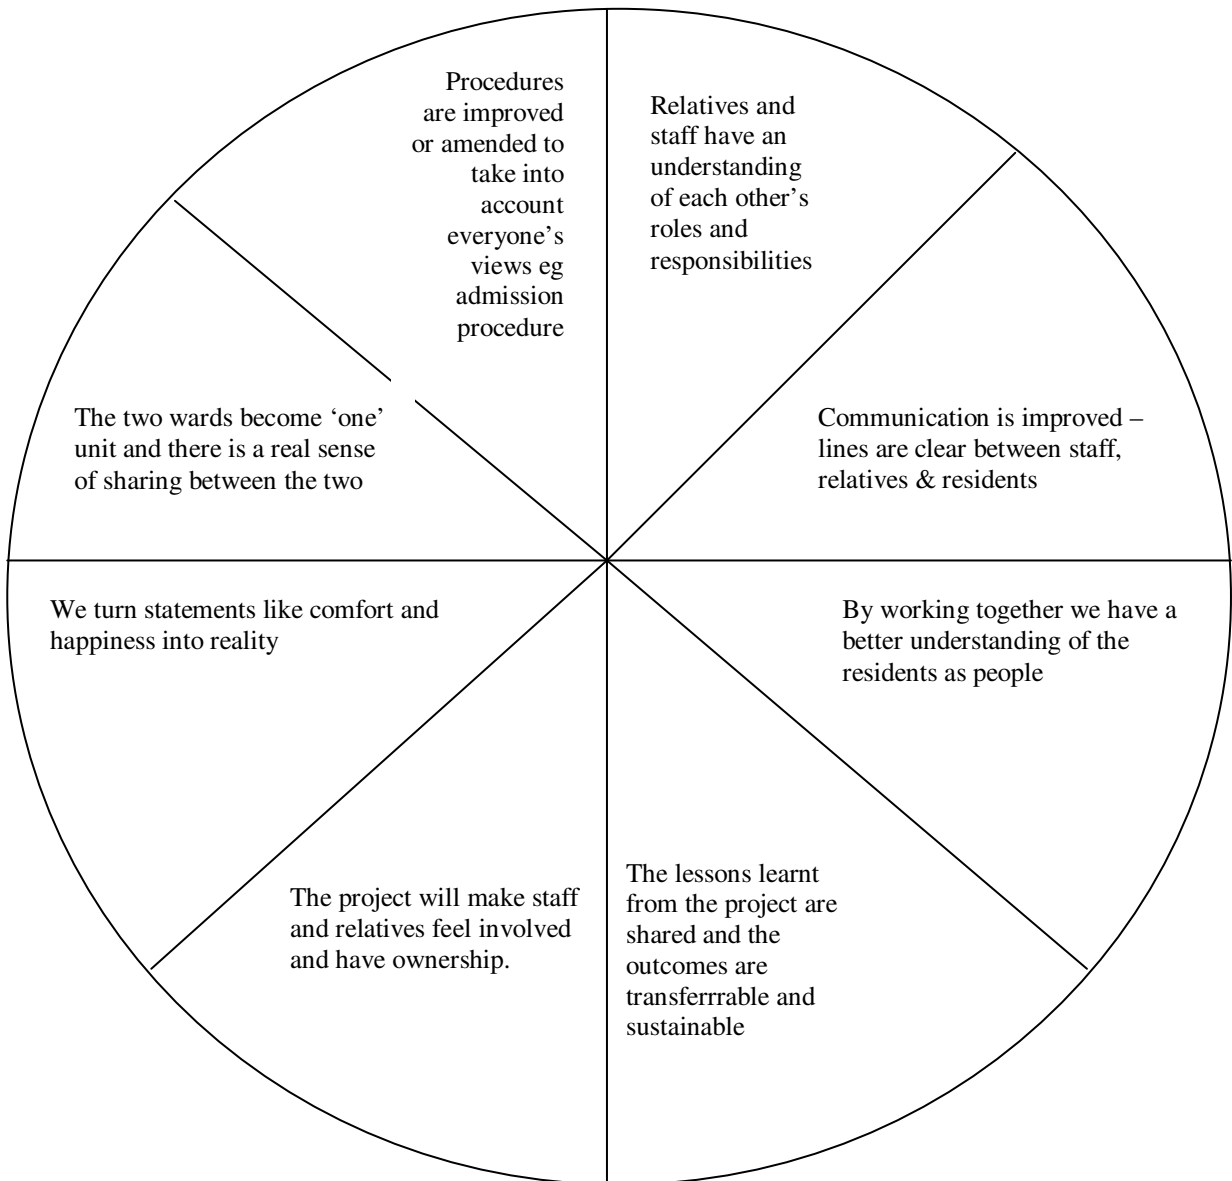 Procedures
are improved
or amended to
take into
account
everyone’s
views eg
admission
procedure
Relatives and
staff have an
understanding
of each other’s
roles and
responsibilities
The two wards become ‘one’
unit and there is a real sense
of sharing between the two
Communication is improved –
lines are clear between staff,
relatives & residents
We turn statements like comfort and
happiness into reality
By working together we have a
better understanding of the
residents as people
The project will make staff
and relatives feel involved
and have ownership.
The lessons learnt
from the project are
shared and the
outcomes are
transferrrable and
sustainable